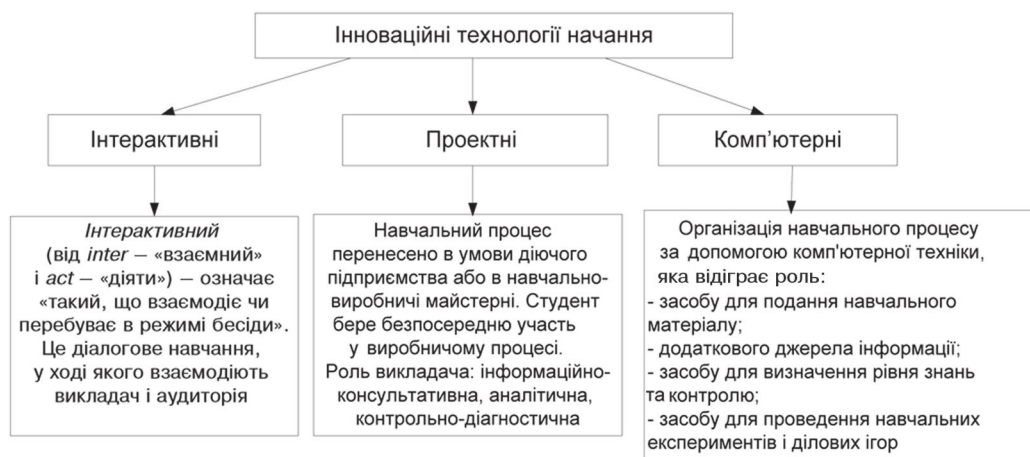 Інноваційні технології начання
Інтерактивні
Проектні
Комп'ютерні
Інтерактивний
(від inter – «взаємний»
і act – «діяти») – означає
«такий, що взаємодіє чи
перебуває в режимі бесіди».
Це діалогове навчання,
у ході якого взаємодіють
викладач і аудиторія
Навчальний процес
перенесено в умови діючого
підприємства або в навчально-
виробничі майстерні. Студент
бере безпосередню участь
у виробничому процесі.
Роль викладача: інформаційно-
консультативна, аналітична,
контрольно-діагностична
Організація навчального процесу
за допомогою комп'ютерної техніки,
яка відіграє роль:
- засобу для подання навчального
матеріалу;
- додаткового джерела інформації;
- засобу для визначення рівня знань
та контролю;
- засобу для проведення навчальних
експериментів і ділових ігор